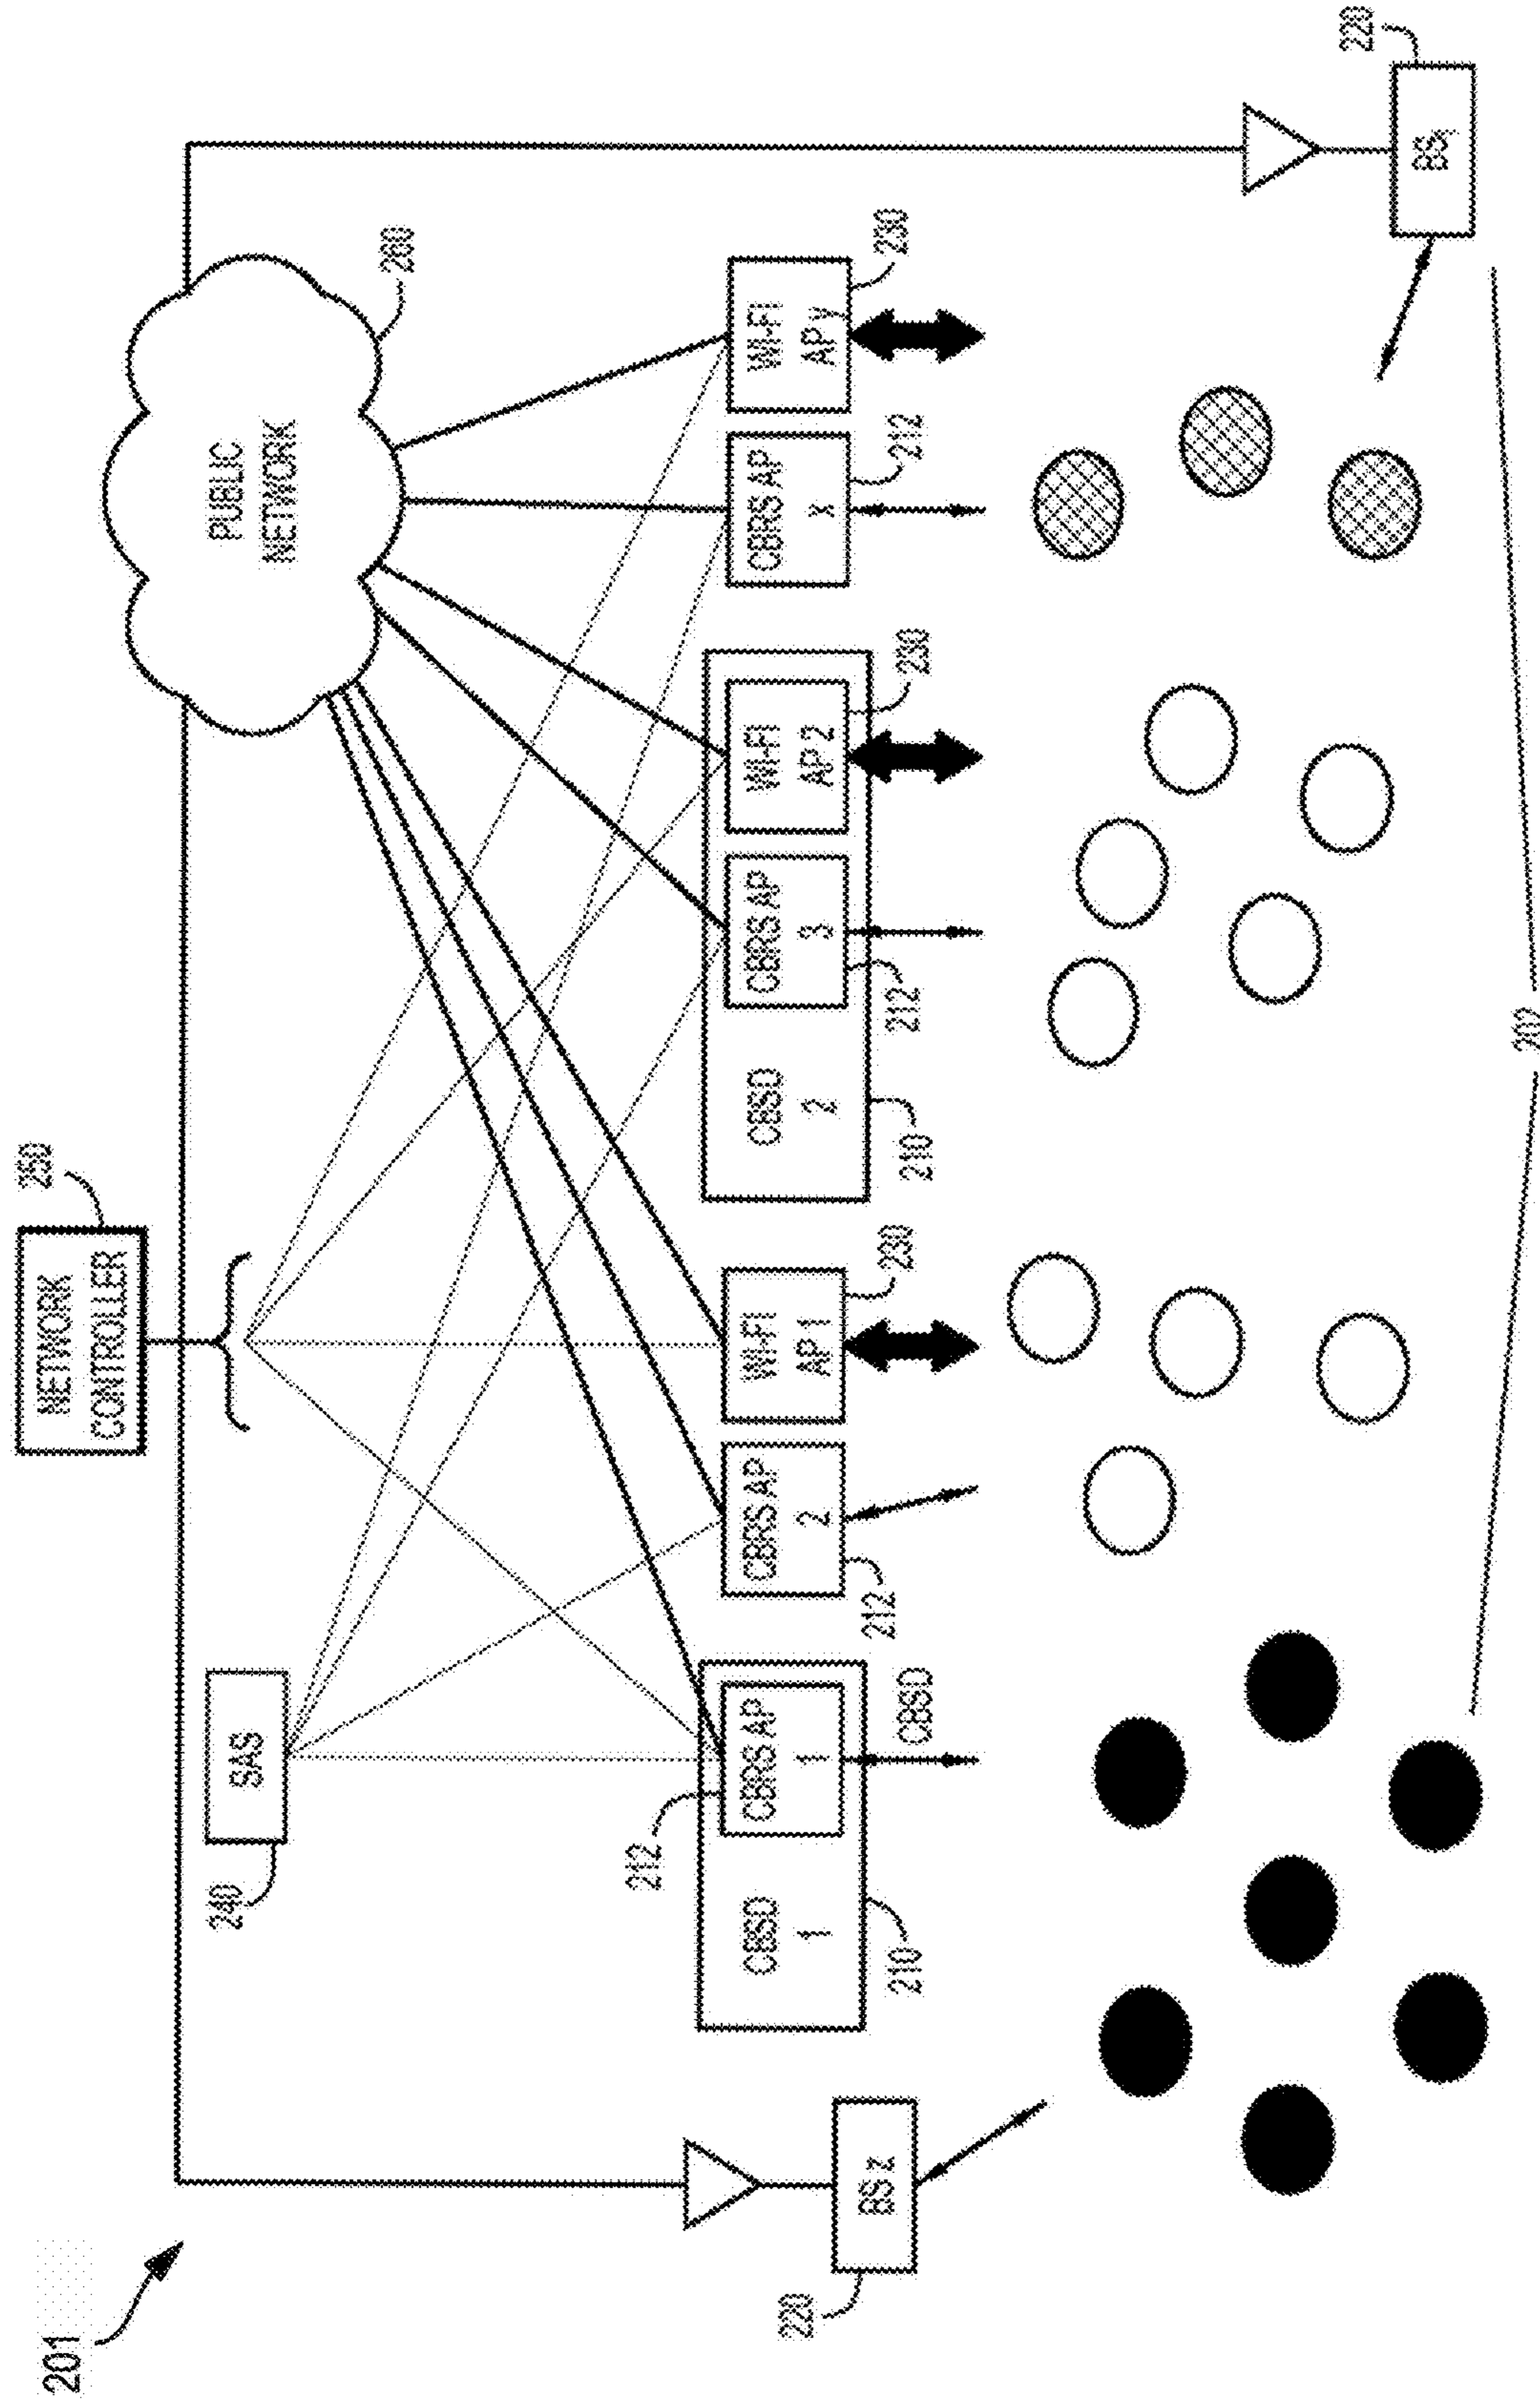 201
NETWORK
CONTROLLER
250
SAS
240
PUBLIC
NETWORK
260
CBSD
1
210
CBRS AP
1
212
CBSD
CBRS AP
2
212
WI-FI
AP 1
230
CBSD
2
210
CBRS AP
3
212
WI-FI
AP 2
230
CBRS AP
x
212
WI-FI
AP y
230
BS z
220
BS₁
220
202